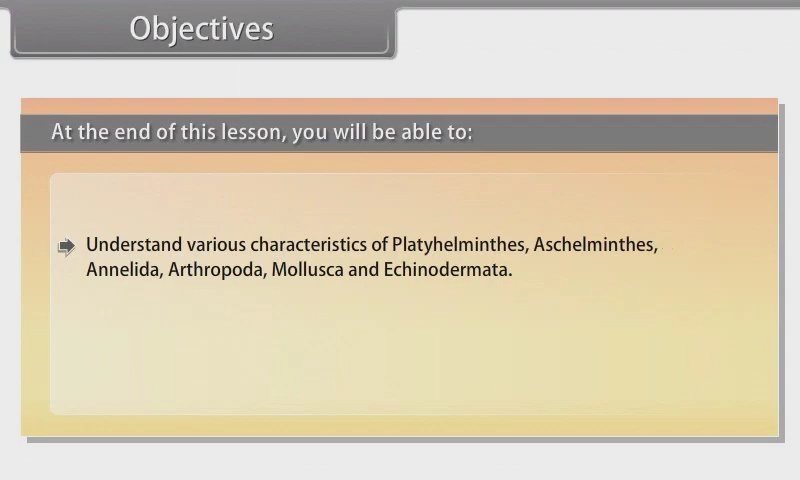 Objectives
At the end of this lesson, you will be able to:
Understand various characteristics of Platyhelminthes, Aschelminthes,
Annelida, Arthropoda, Mollusca and Echinodermata.